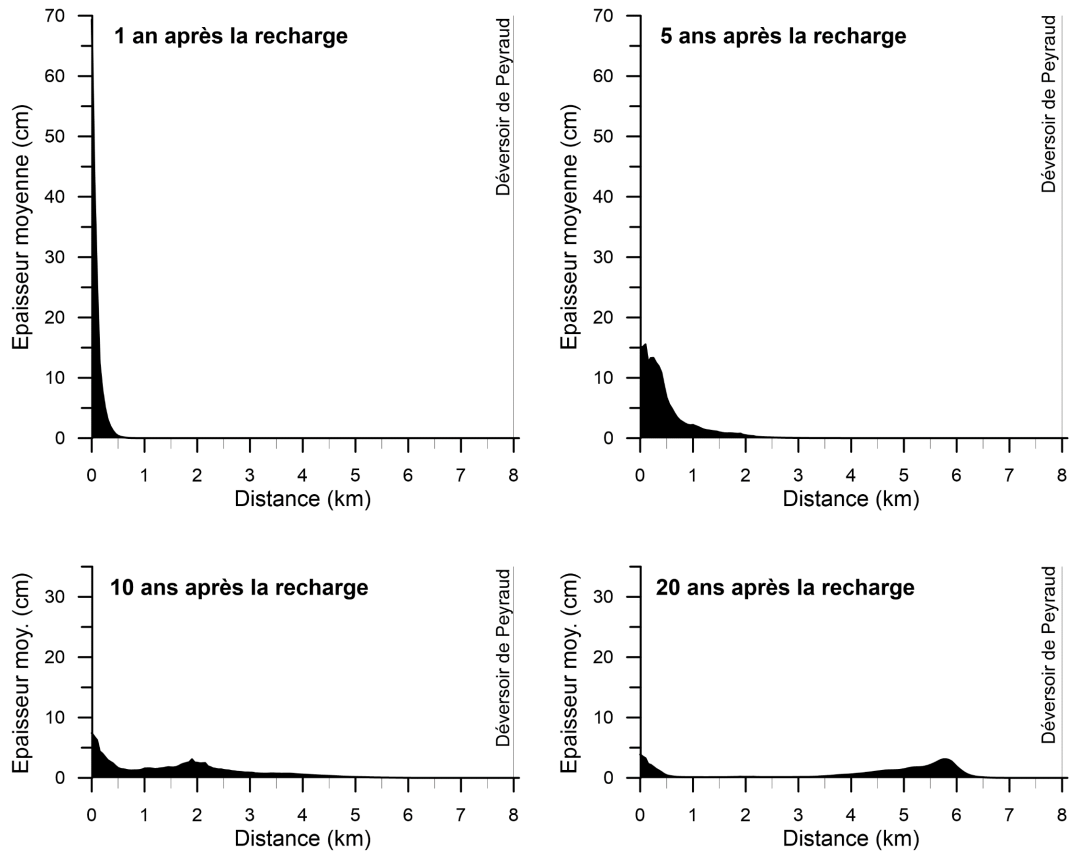 1 an après la recharge
Déversoir de Peyraud
Epaisseur moyenne (cm)
70
60
50
40
30
20
10
0
0 1 2 3 4 5 6 7 8
Distance (km)
5 ans après la recharge
Déversoir de Peyraud
Epaisseur moyenne (cm)
70
60
50
40
30
20
10
0
0 1 2 3 4 5 6 7 8
Distance (km)
10 ans après la recharge
Déversoir de Peyraud
Epaisseur moy. (cm)
30
20
10
0
0 1 2 3 4 5 6 7 8
Distance (km)
20 ans après la recharge
Déversoir de Peyraud
Epaisseur moy. (cm)
30
20
10
0
0 1 2 3 4 5 6 7 8
Distance (km)